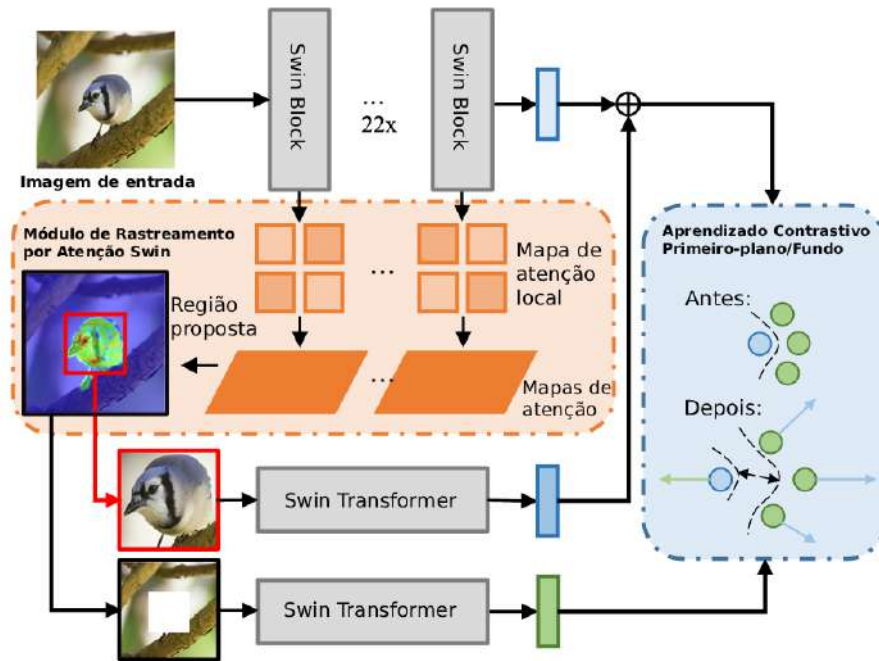 Imagem de entrada
Swin Block
...
22x
Swin Block
Módulo de Rastreamento
por Atenção Swin
Região
proposta
...
Mapa de
atenção
local
...
Mapas de
atenção
Aprendizado Contrastivo
Primeiro-plano/Fundo
Antes:
Depois:
Swin Transformer
Swin Transformer